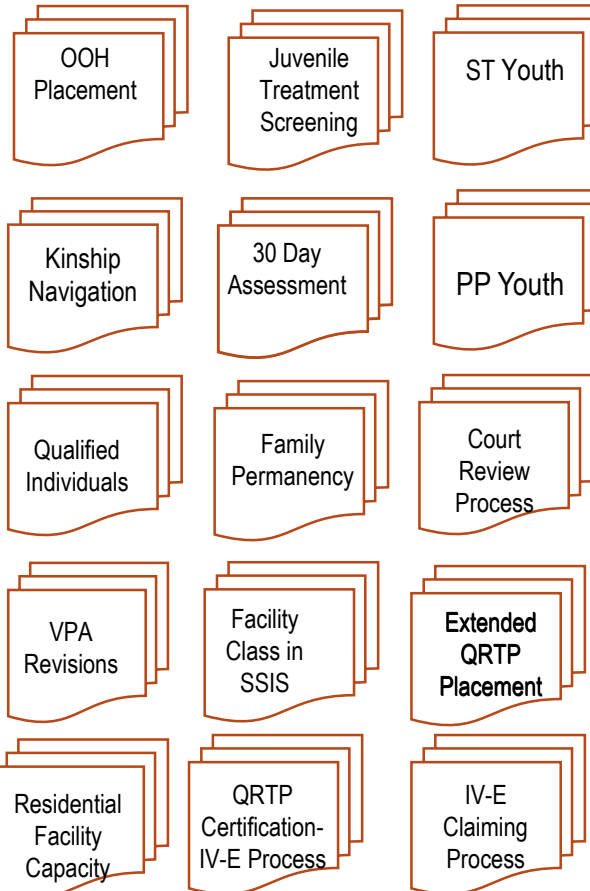 OOH
Placement
Juvenile
Treatment
Screening
ST Youth
Kinship
Navigation
30 Day
Assessment
PP Youth
Qualified
Individuals
Family
Permanency
Court
Review
Process
VPA
Revisions
Facility
Class in
SSIS
Extended
QRTP
Placement
Residential
Facility
Capacity
QRTP
Certification-
IV-E Process
IV-E
Claiming
Process